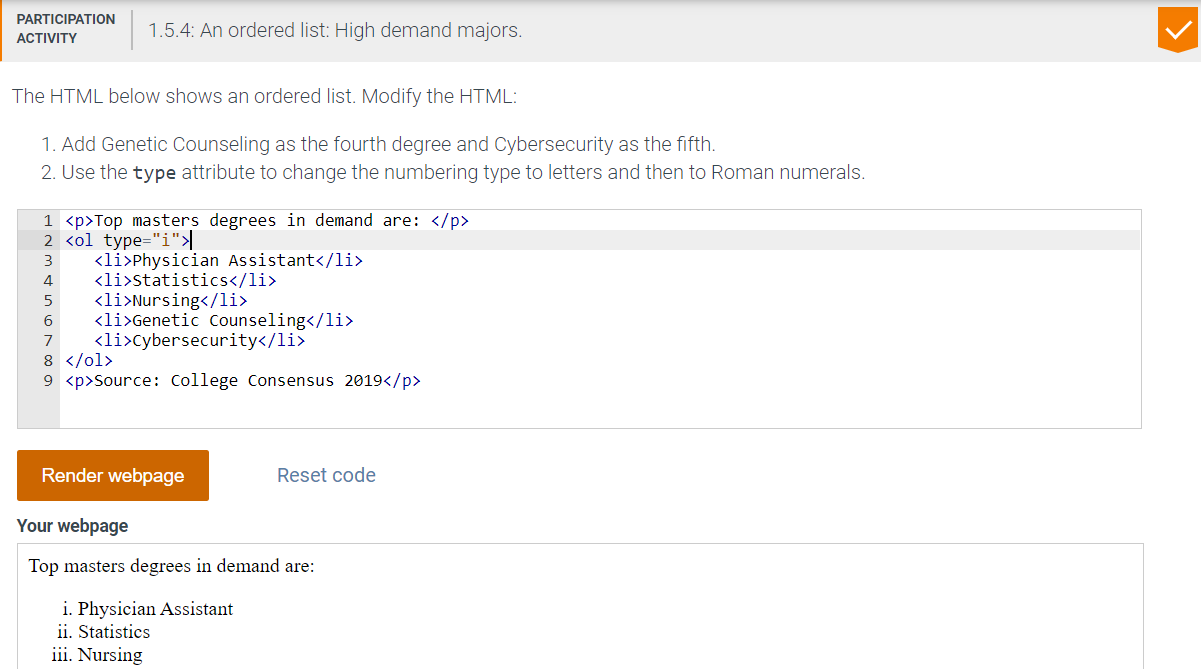 PARTICIPATION
ACTIVITY
1.5.4: An ordered list: High demand majors.
The HTML below shows an ordered list. Modify the HTML:
1. Add Genetic Counseling as the fourth degree and Cybersecurity as the fifth.
2. Use the type attribute to change the numbering type to letters and then to Roman numerals.
1 <p>Top masters degrees in demand are: </p>
2 <ol type="i">
3    <li>Physician Assistant</li>
4    <li>Statistics</li>
5    <li>Nursing</li>
6    <li>Genetic Counseling</li>
7    <li>Cybersecurity</li>
8 </ol>
9 <p>Source: College Consensus 2019</p>
Render webpage Reset code
Your webpage
Top masters degrees in demand are:
i. Physician Assistant
ii. Statistics
iii. Nursing